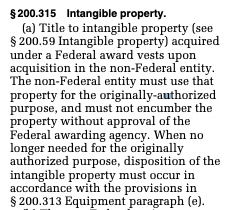 § 200.315 Intangible property.
(a) Title to intangible property (see
§ 200.59 Intangible property) acquired
under a Federal award vests upon
acquisition in the non-Federal entity.
The non-Federal entity must use that
property for the originally-authorized
purpose, and must not encumber the
property without approval of the
Federal awarding agency. When no
longer needed for the originally
authorized purpose, disposition of the
intangible property must occur in
accordance with the provisions in
§ 200.313 Equipment paragraph (e).